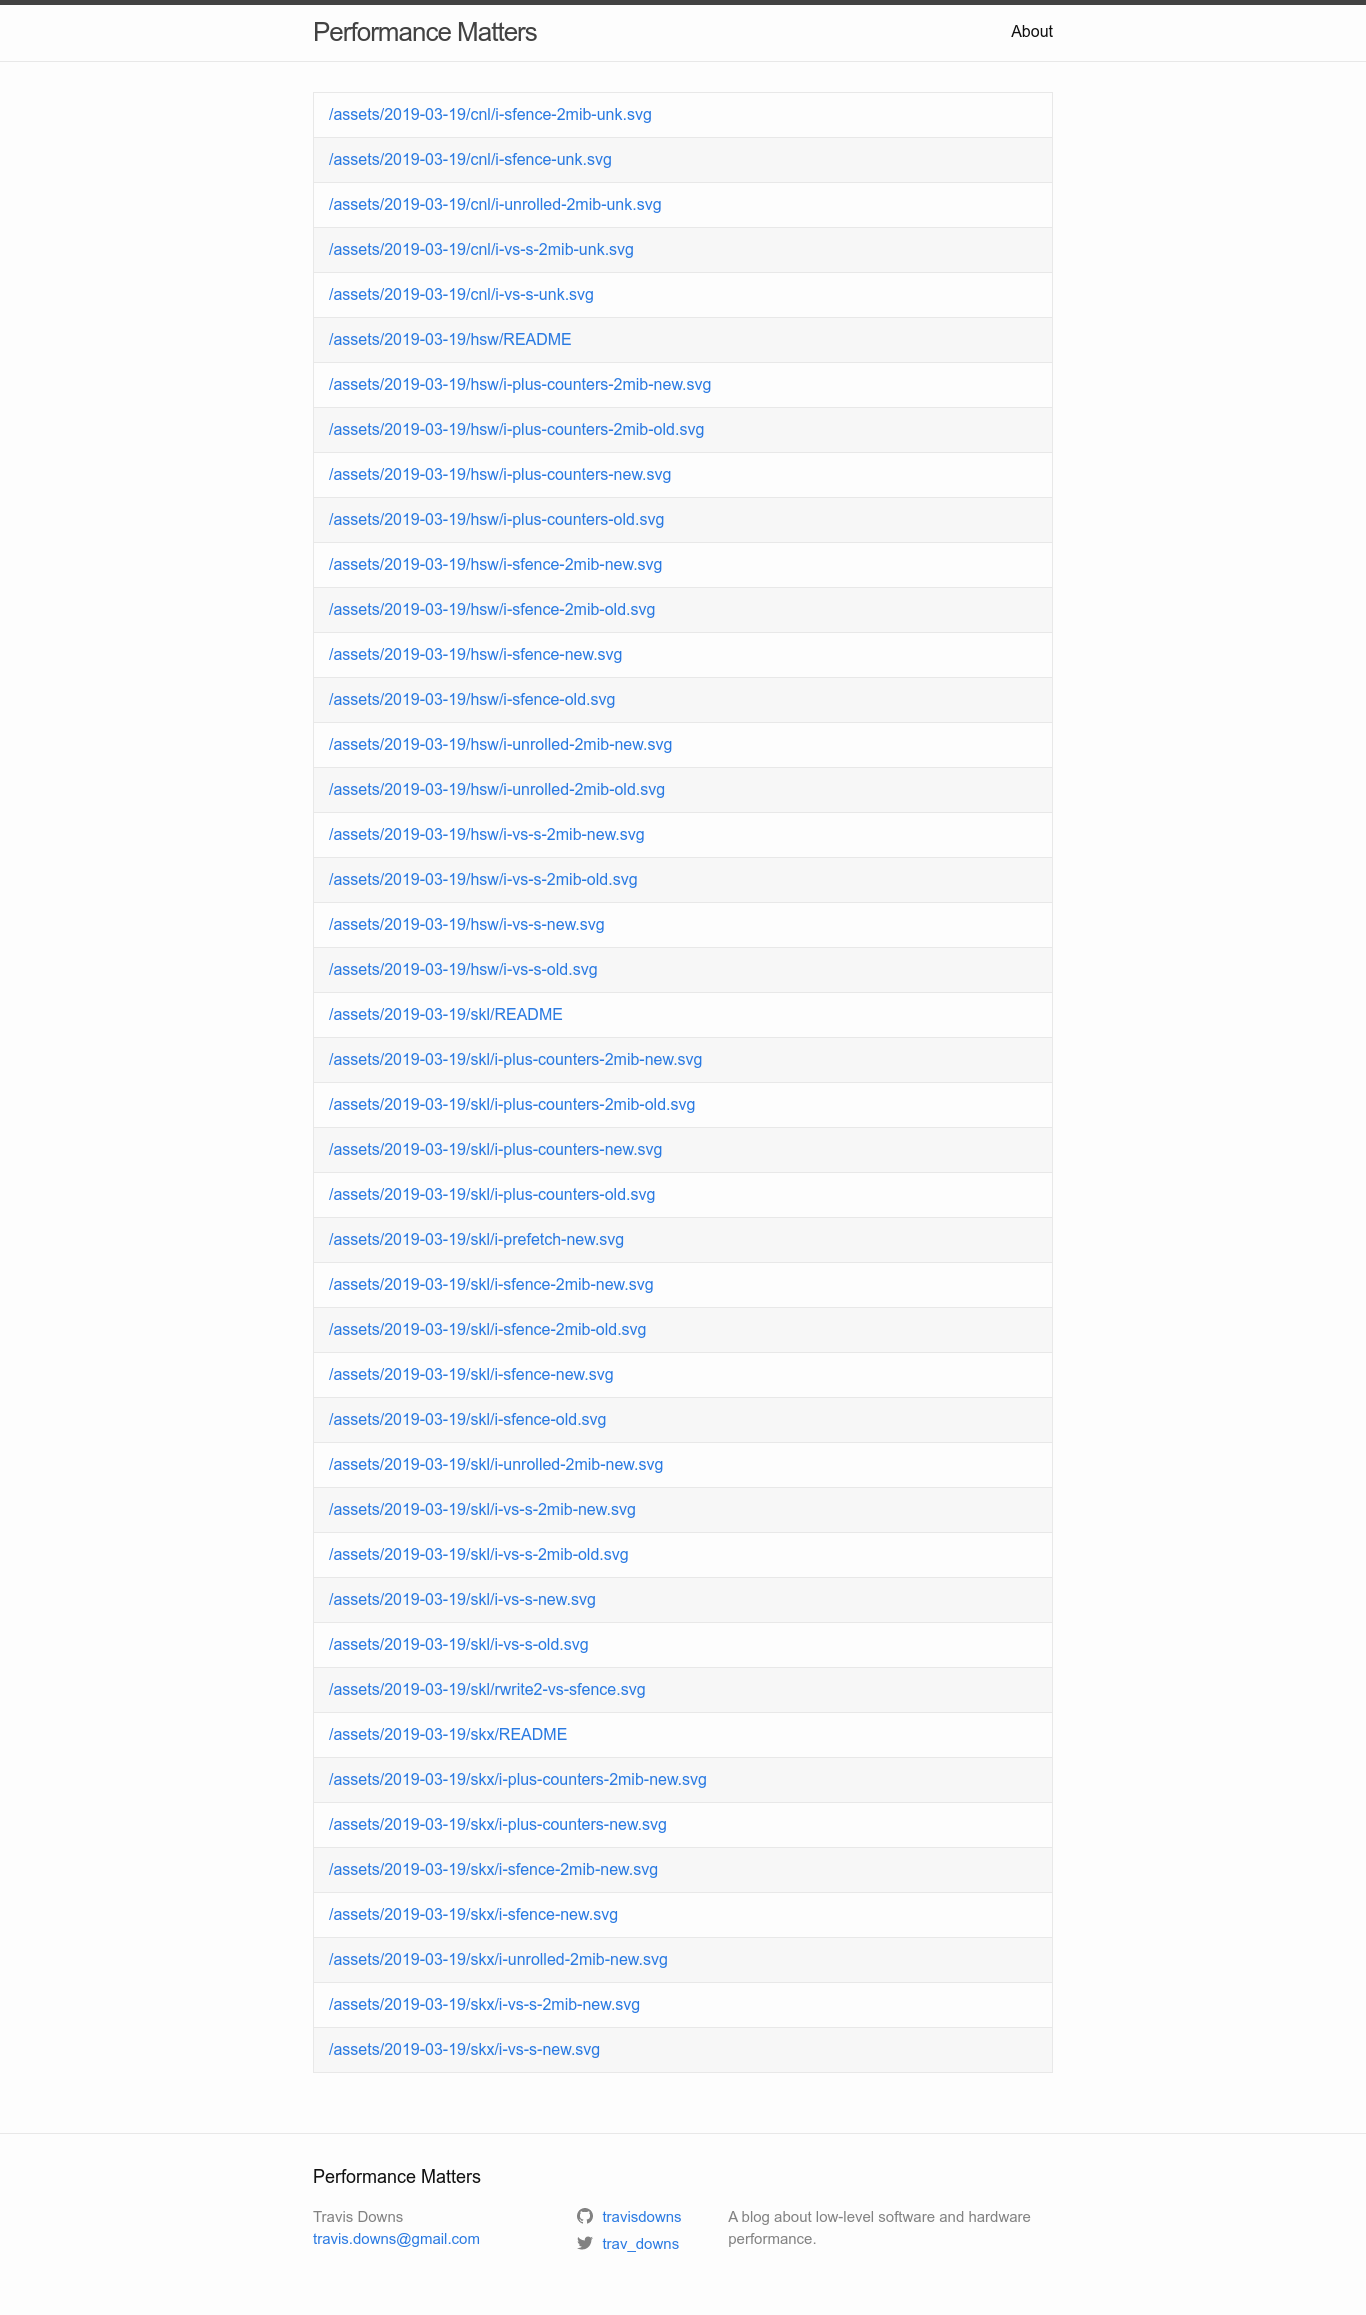 Performance Matters
About
/assets/2019-03-19/cnl/i-sfence-2mib-unk.svg
/assets/2019-03-19/cnl/i-sfence-unk.svg
/assets/2019-03-19/cnl/i-unrolled-2mib-unk.svg
/assets/2019-03-19/cnl/i-vs-s-2mib-unk.svg
/assets/2019-03-19/cnl/i-vs-s-unk.svg
/assets/2019-03-19/hsw/README
/assets/2019-03-19/hsw/i-plus-counters-2mib-new.svg
/assets/2019-03-19/hsw/i-plus-counters-2mib-old.svg
/assets/2019-03-19/hsw/i-plus-counters-new.svg
/assets/2019-03-19/hsw/i-plus-counters-old.svg
/assets/2019-03-19/hsw/i-sfence-2mib-new.svg
/assets/2019-03-19/hsw/i-sfence-2mib-old.svg
/assets/2019-03-19/hsw/i-sfence-new.svg
/assets/2019-03-19/hsw/i-sfence-old.svg
/assets/2019-03-19/hsw/i-unrolled-2mib-new.svg
/assets/2019-03-19/hsw/i-unrolled-2mib-old.svg
/assets/2019-03-19/hsw/i-vs-s-2mib-new.svg
/assets/2019-03-19/hsw/i-vs-s-2mib-old.svg
/assets/2019-03-19/hsw/i-vs-s-new.svg
/assets/2019-03-19/hsw/i-vs-s-old.svg
/assets/2019-03-19/skl/README
/assets/2019-03-19/skl/i-plus-counters-2mib-new.svg
/assets/2019-03-19/skl/i-plus-counters-2mib-old.svg
/assets/2019-03-19/skl/i-plus-counters-new.svg
/assets/2019-03-19/skl/i-plus-counters-old.svg
/assets/2019-03-19/skl/i-prefetch-new.svg
/assets/2019-03-19/skl/i-sfence-2mib-new.svg
/assets/2019-03-19/skl/i-sfence-2mib-old.svg
/assets/2019-03-19/skl/i-sfence-new.svg
/assets/2019-03-19/skl/i-sfence-old.svg
/assets/2019-03-19/skl/i-unrolled-2mib-new.svg
/assets/2019-03-19/skl/i-vs-s-2mib-new.svg
/assets/2019-03-19/skl/i-vs-s-2mib-old.svg
/assets/2019-03-19/skl/i-vs-s-new.svg
/assets/2019-03-19/skl/i-vs-s-old.svg
/assets/2019-03-19/skl/rwrite2-vs-sfence.svg
/assets/2019-03-19/skx/README
/assets/2019-03-19/skx/i-plus-counters-2mib-new.svg
/assets/2019-03-19/skx/i-plus-counters-new.svg
/assets/2019-03-19/skx/i-sfence-2mib-new.svg
/assets/2019-03-19/skx/i-sfence-new.svg
/assets/2019-03-19/skx/i-unrolled-2mib-new.svg
/assets/2019-03-19/skx/i-vs-s-2mib-new.svg
/assets/2019-03-19/skx/i-vs-s-new.svg
Performance Matters
Travis Downs
travis.downs@gmail.com
travisdowns
trav_downs
A blog about low-level software and hardware
performance.